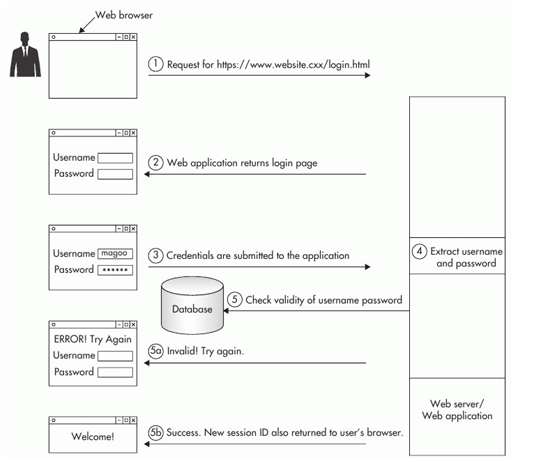 Web browser
1 Request for https://www.website.cxx/login.html
Username
Password
2 Web application returns login page
Username magoo
Password ••••••
3 Credentials are submitted to the application
4 Extract username
and password
Database
5 Check validity of username password
ERROR! Try Again
Username
Password
5a Invalid! Try again.
Web server/
Web application
Welcome!
5b Success. New session ID also returned to user's browser.